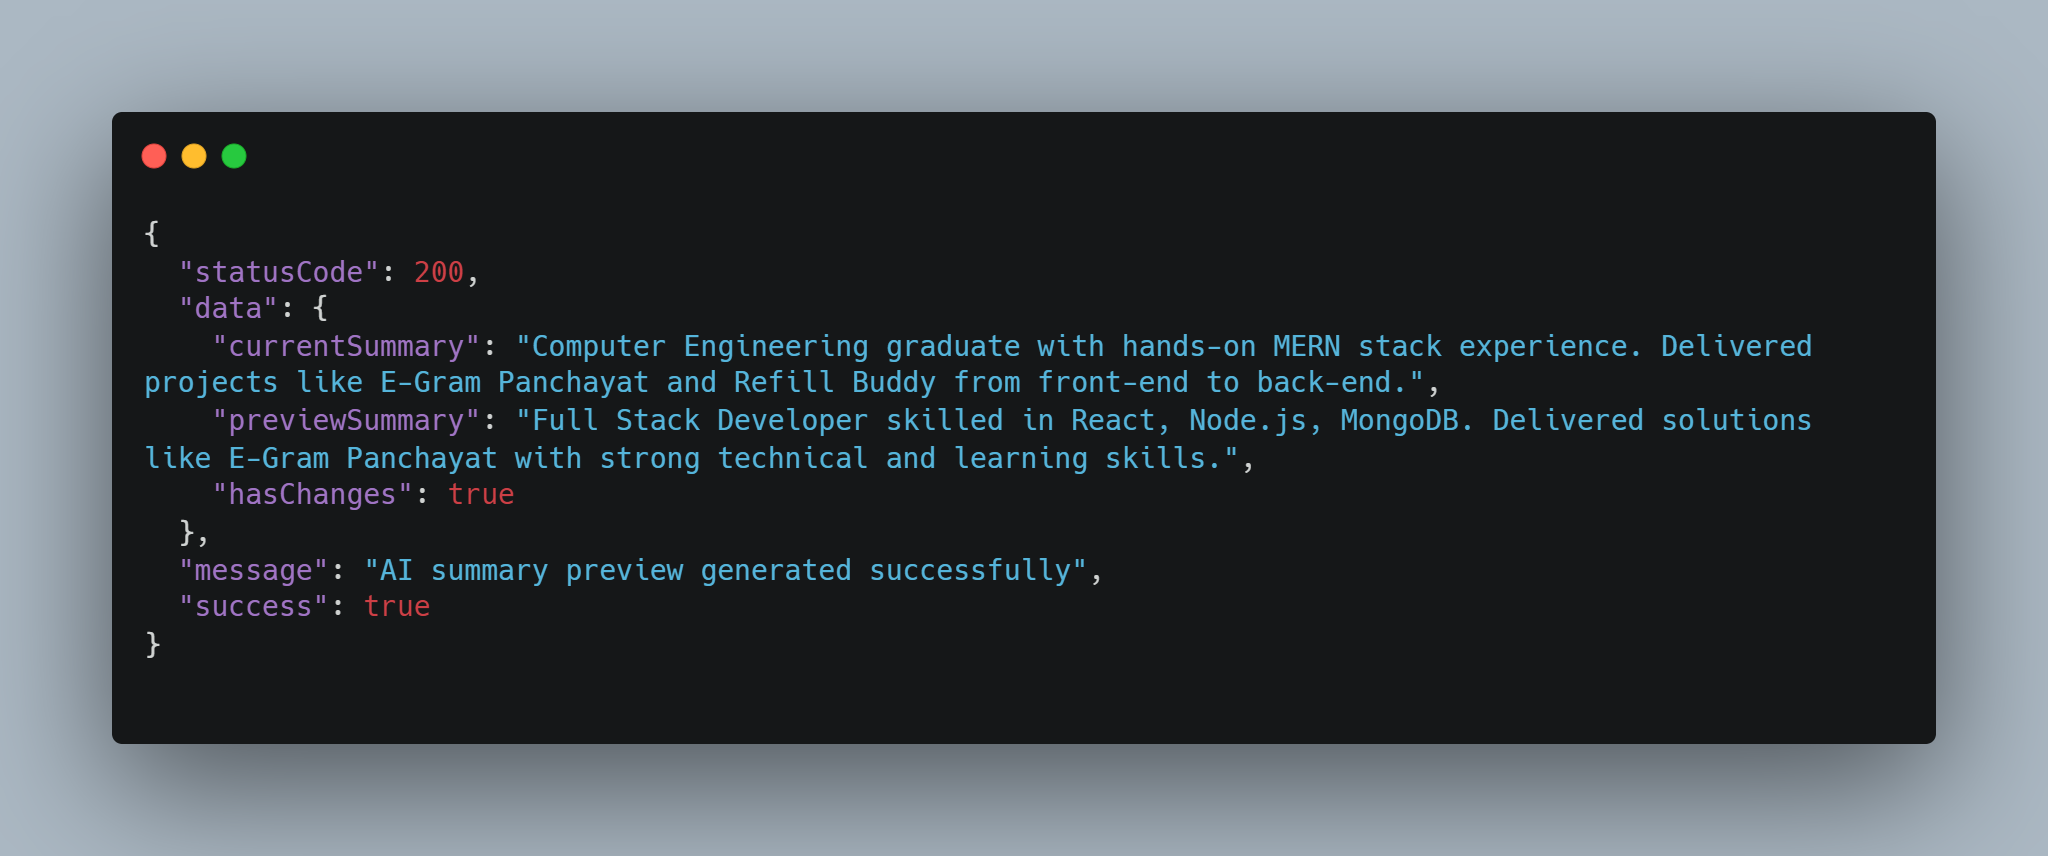 {
  "statusCode": 200,
  "data": {
    "currentSummary": "Computer Engineering graduate with hands-on MERN stack experience. Delivered
projects like E-Gram Panchayat and Refill Buddy from front-end to back-end.",
    "previewSummary": "Full Stack Developer skilled in React, Node.js, MongoDB. Delivered solutions
like E-Gram Panchayat with strong technical and learning skills.",
    "hasChanges": true
  },
  "message": "AI summary preview generated successfully",
  "success": true
}